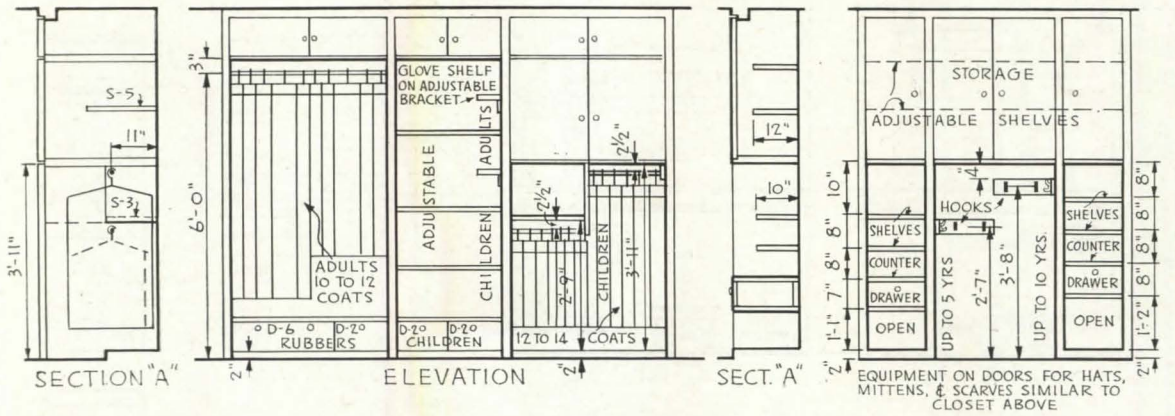 S-5
11"
S-3
3'-11"
SECTION "A"
3"
6'-0"
ADULTS
10 TO 12
COATS
D-6
D-20
RUBBERS
2"
GLOVE SHELF
ON ADJUSTABLE
BRACKET
ADJUSTABLE
ADULTS
CHILDREN
D-20
D-20
CHILDREN
2½"
2½"
2'-9"
CHILDREN
3'-11"
12 TO 14
COATS
2"
ELEVATION
12"
10"
SECT. "A"
STORAGE
ADJUSTABLE SHELVES
4"
HOOKS
10"
8"
8"
7"
1'-1"
2"
SHELVES
COUNTER
DRAWER
OPEN
UP TO 5 YRS
2'-7"
3'-8"
UP TO 10 YRS.
SHELVES
COUNTER
DRAWER
OPEN
8"
8"
8"
8"
1'-2"
2"
EQUIPMENT ON DOORS FOR HATS,
MITTENS, & SCARVES SIMILAR TO
CLOSET ABOVE